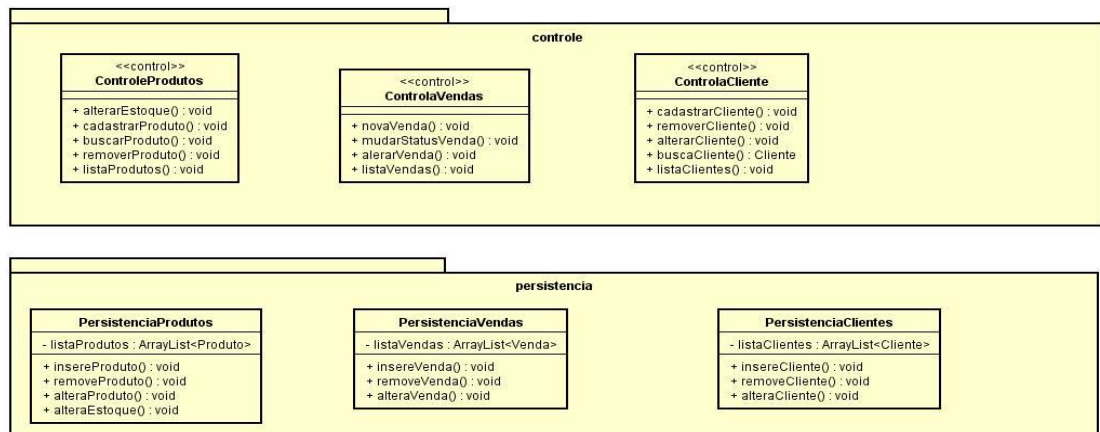 controle
<<control>>
ControleProdutos
+ alterarEstoque() : void
+ cadastrarProduto() : void
+ buscarProduto() : void
+ removerProduto() : void
+ listaProdutos() : void
<<control>>
ControlaVendas
+ novaVenda() : void
+ mudarStatusVenda() : void
+ alerarVenda() : void
+ listaVendas() : void
<<control>>
ControlaCliente
+ cadastrarCliente() : void
+ removerCliente() : void
+ alterarCliente() : void
+ buscaCliente() : Cliente
+ listaClientes() : void
persistencia
PersistenciaProdutos
- listaProdutos : ArrayList<Produto>
+ insereProduto() : void
+ removeProduto() : void
+ alteraProduto() : void
+ alteraEstoque() : void
PersistenciaVendas
- listaVendas : ArrayList<Venda>
+ insereVenda() : void
+ removeVenda() : void
+ alteraVenda() : void
PersistenciaClientes
- listaClientes : ArrayList<Cliente>
+ insereCliente() : void
+ removeCliente() : void
+ alteraCliente() : void